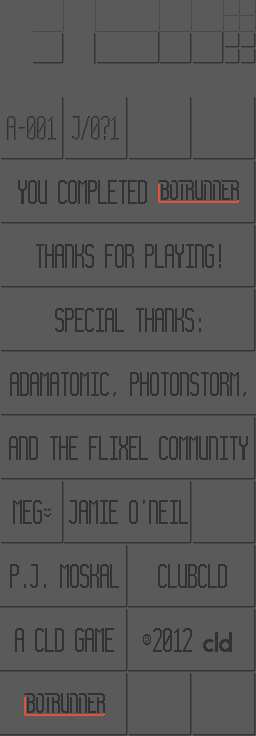 A-001 J/0?1
YOU COMPLETED BOTRUNNER
THANKS FOR PLAYING!
SPECIAL THANKS:
ADAMATOMIC, PHOTONSTORM,
AND THE FLIXEL COMMUNITY
MEG JAMIE O'NEIL
P.J. MOSKAL CLUBCLD
A CLD GAME ©2012 cld
BOTRUNNER